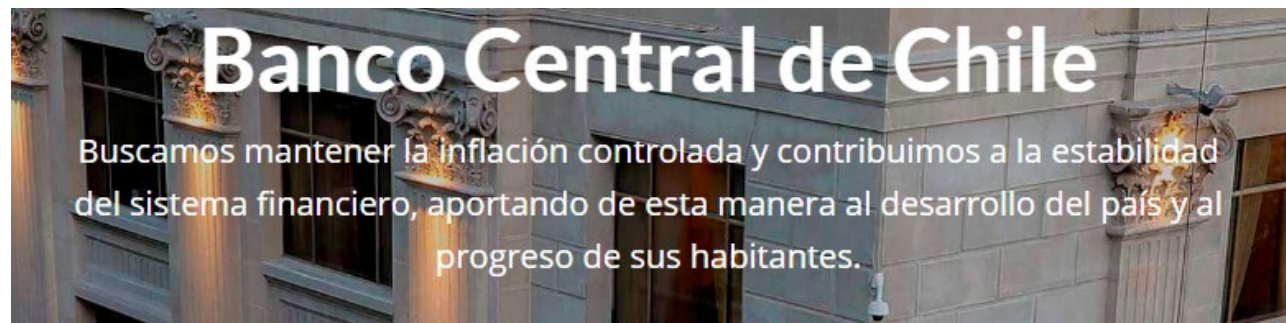 Banco Central de Chile
Buscamos mantener la inflación controlada y contribuimos a la estabilidad
del sistema financiero, aportando de esta manera al desarrollo del país y al
progreso de sus habitantes.